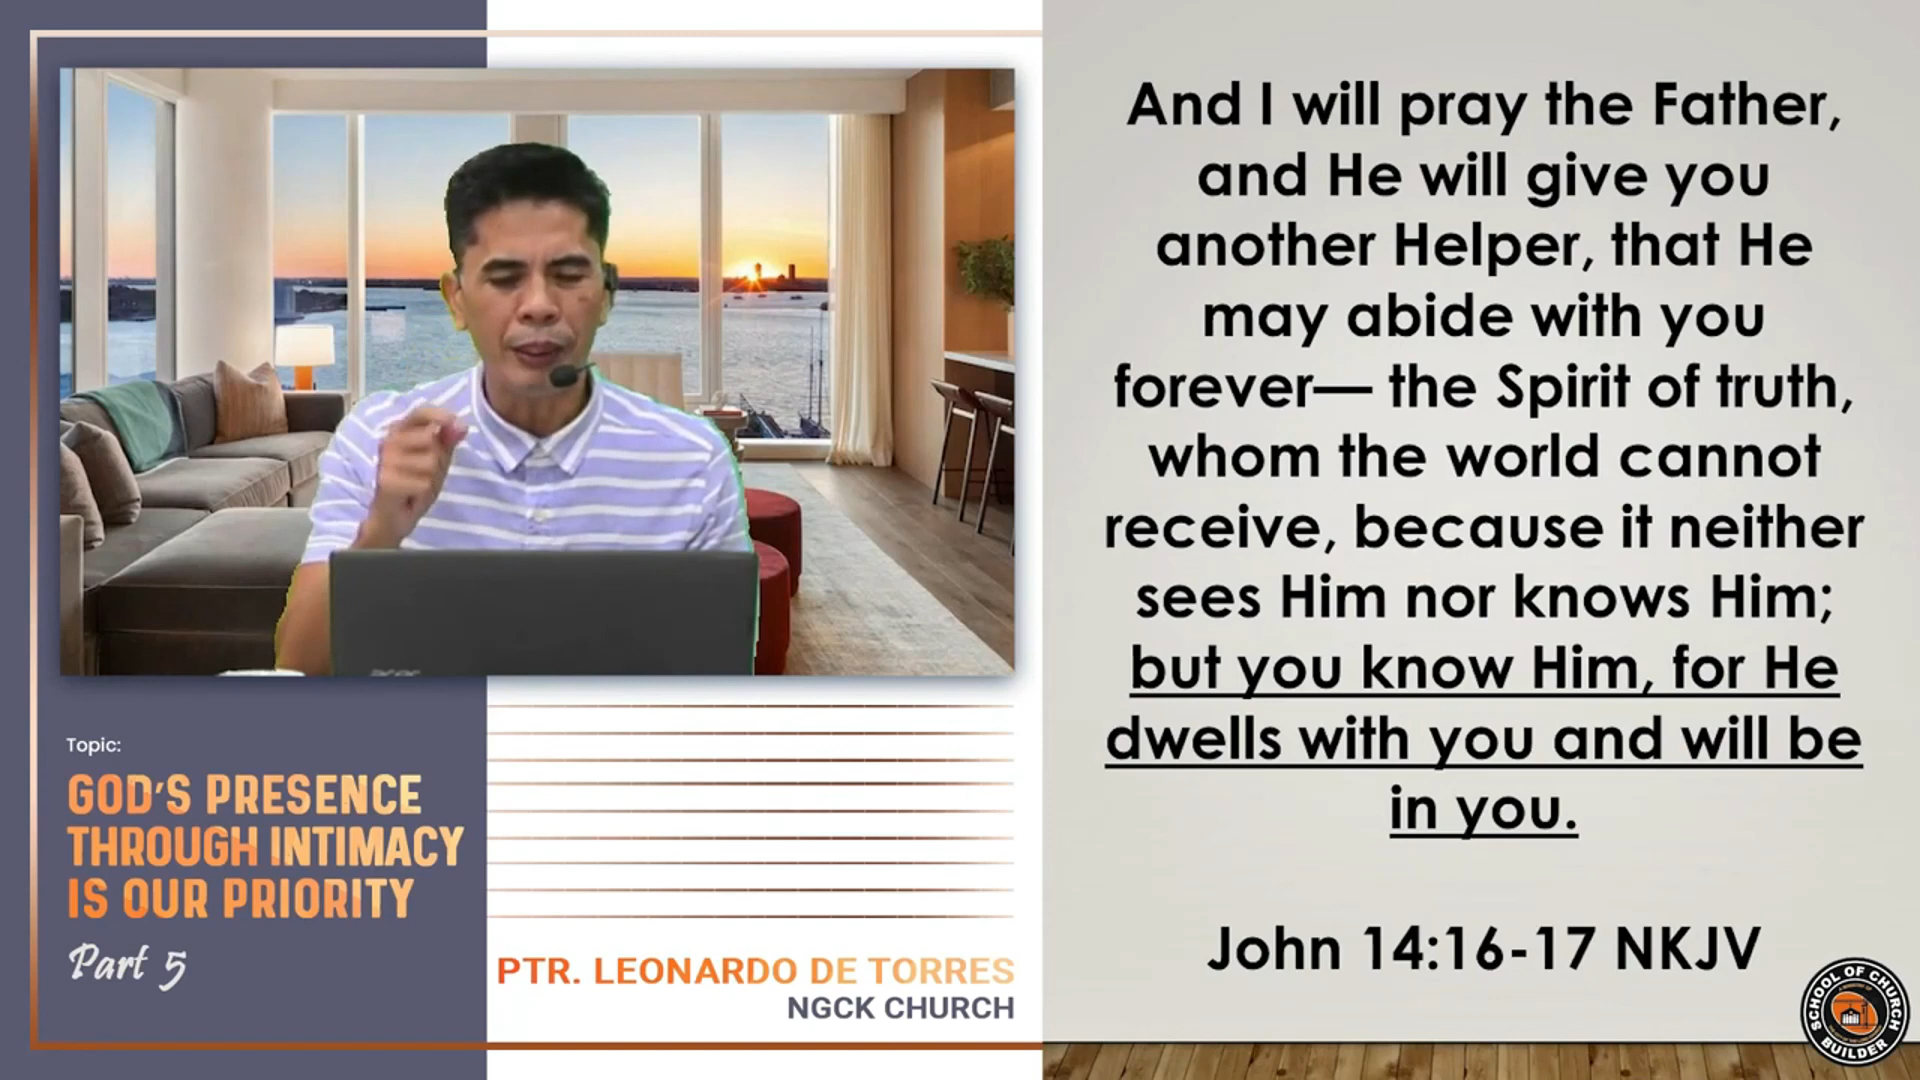 Topic:
GOD'S PRESENCE
THROUGH INTIMACY
IS OUR PRIORITY
Part 5
PTR. LEONARDO DE TORRES
NGCK CHURCH
And I will pray the Father,
and He will give you
another Helper, that He
may abide with you
forever— the Spirit of truth,
whom the world cannot
receive, because it neither
sees Him nor knows Him;
but you know Him, for He
dwells with you and will be
in you.
John 14:16-17 NKJV
SCHOOL OF CHURCH
BUILDER